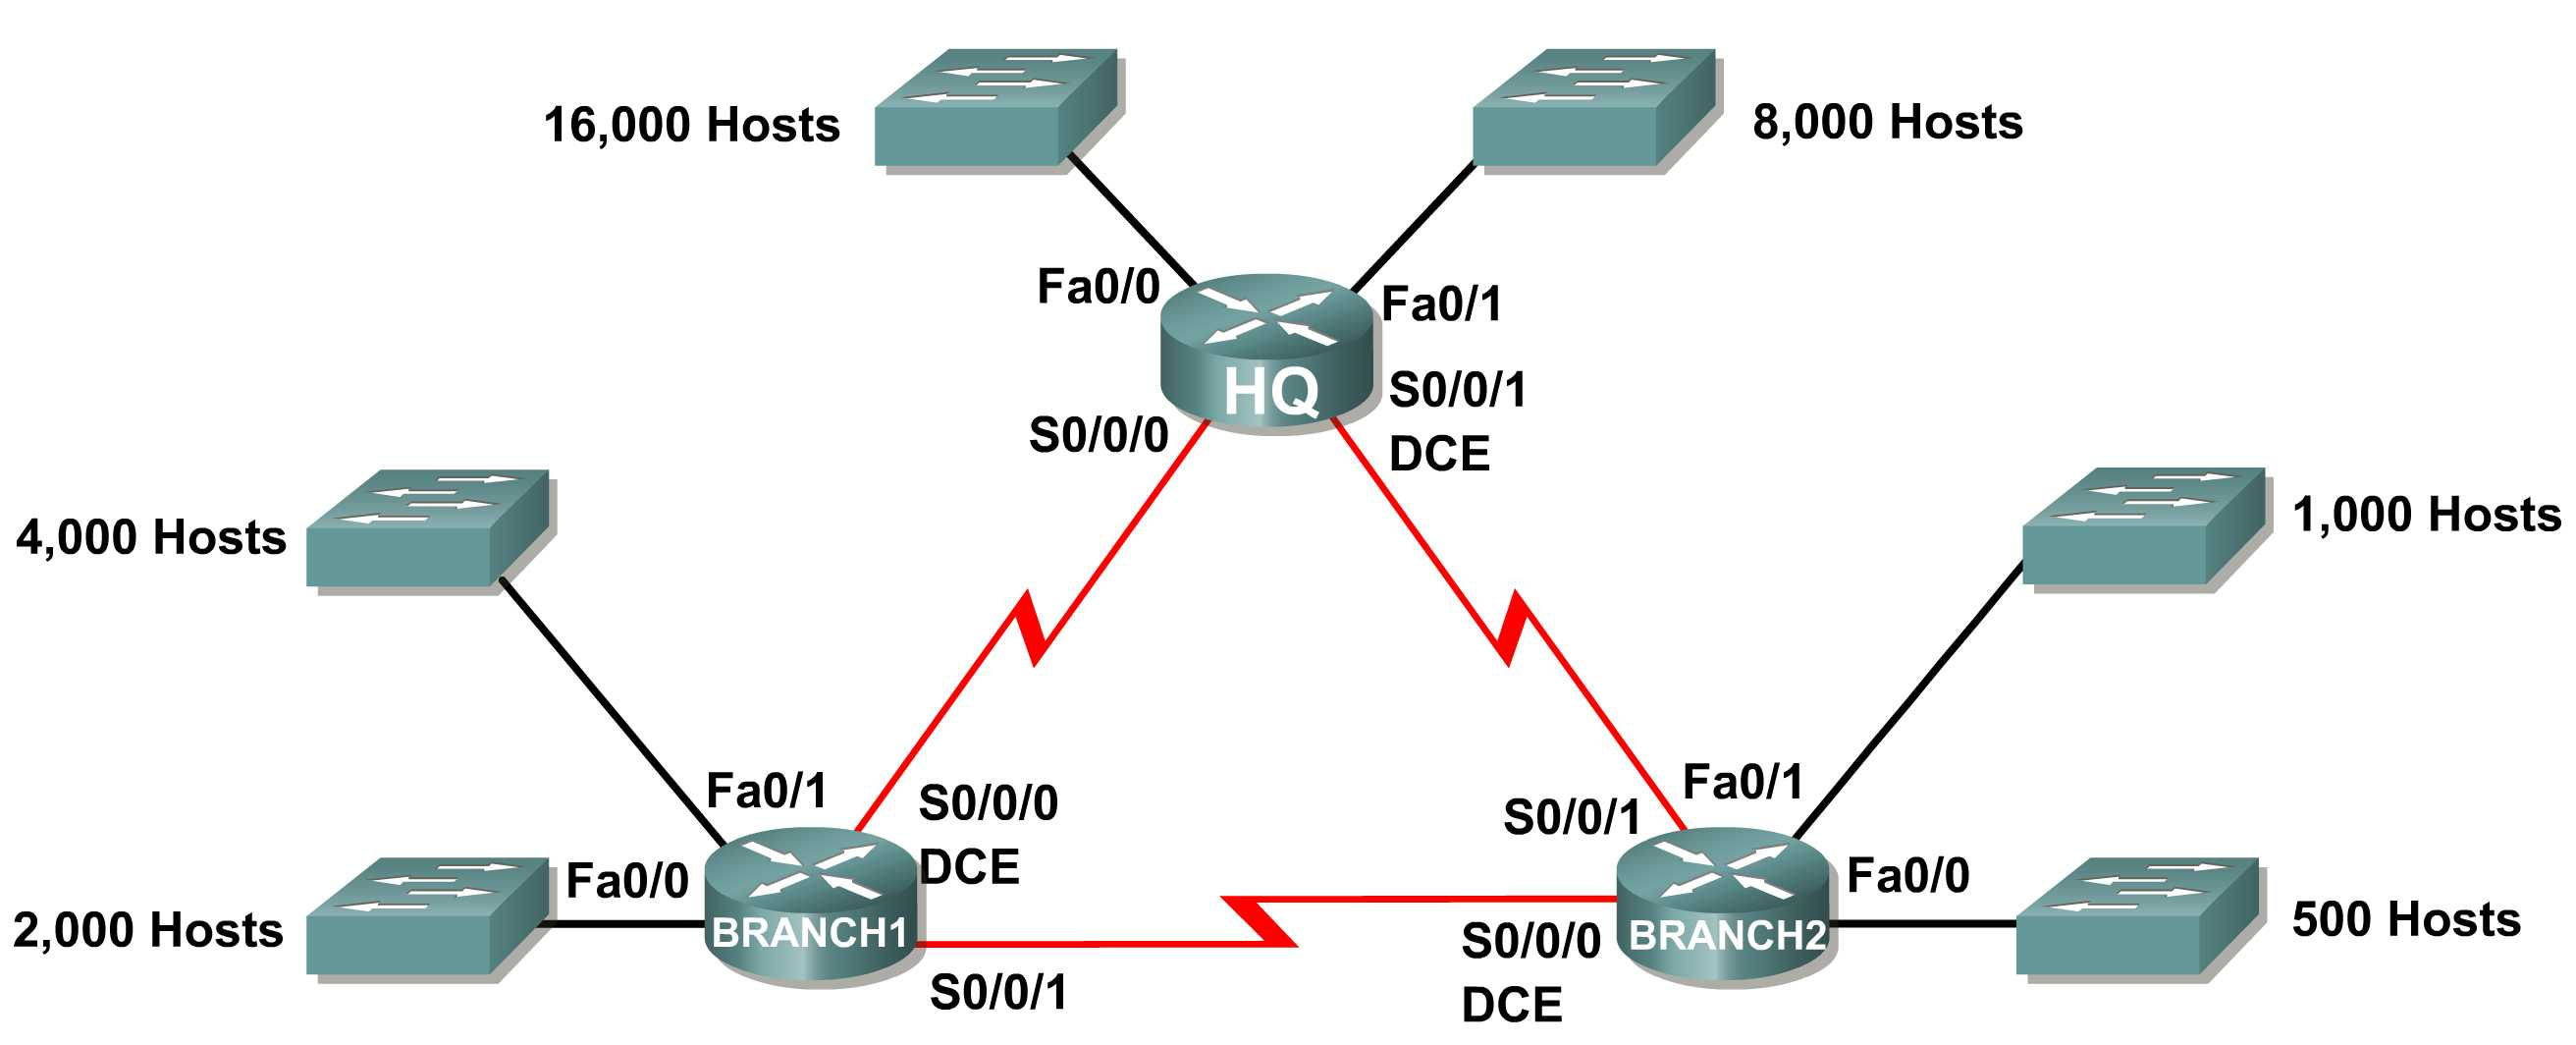 16,000 Hosts
8,000 Hosts
Fa0/0
Fa0/1
HQ
S0/0/1
DCE
S0/0/0
4,000 Hosts
1,000 Hosts
Fa0/1
S0/0/0
DCE
Fa0/0
2,000 Hosts
BRANCH1
S0/0/1
S0/0/1
Fa0/1
Fa0/0
500 Hosts
BRANCH2
S0/0/0
DCE